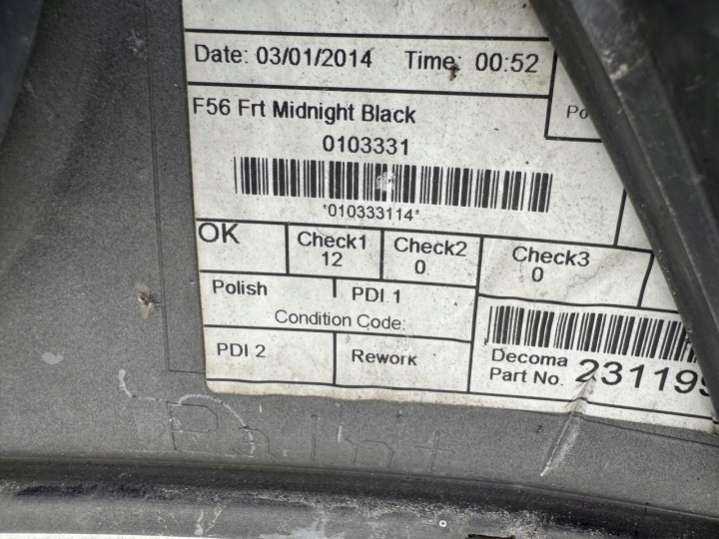 Date: 03/01/2014 Time: 00:52
F56 Frt Midnight Black
0103331
*010333114*
OK
Check1
12
Check2
0
Check3
0
Polish
PDI 1
Condition Code:
PDI 2
Rework
Decoma
Part No.
Paint